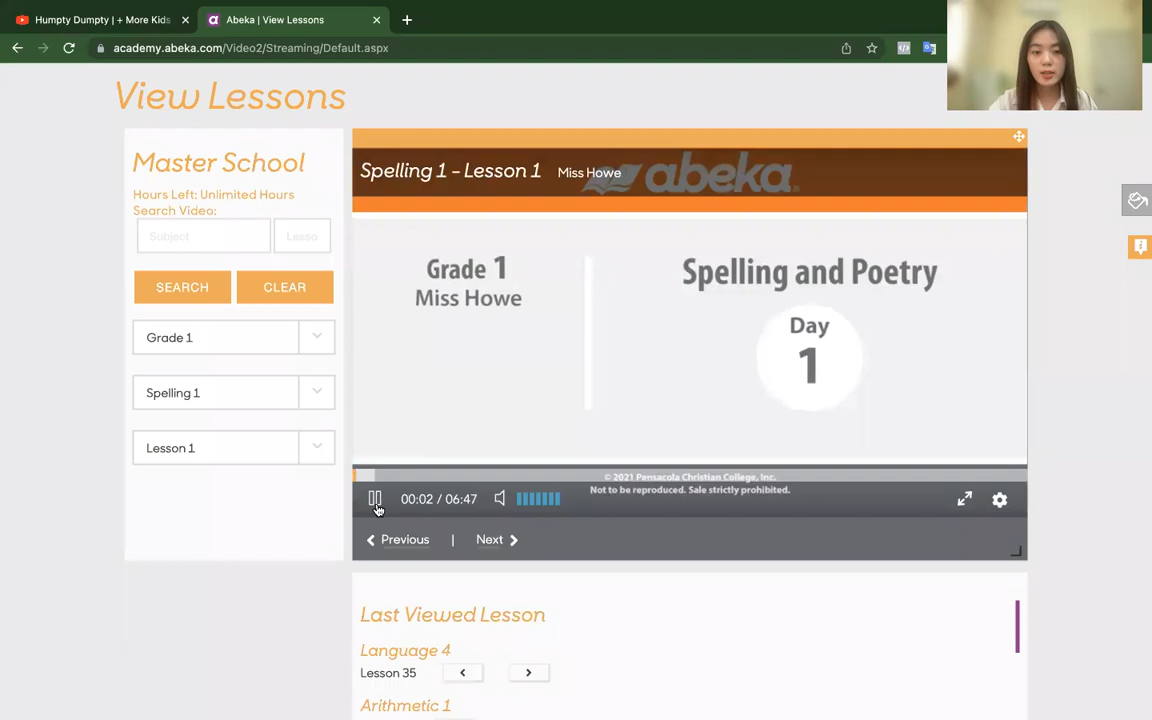 Humpty Dumpty | + More Kids
Abeka | View Lessons
academy.abeka.com/Video2/Streaming/Default.aspx
View Lessons
Master School
Hours Left: Unlimited Hours
Search Video:
Subject
Lesso
SEARCH
CLEAR
Grade 1
Spelling 1
Lesson 1
Spelling 1 - Lesson 1 Miss Howe
abeka
Grade 1
Miss Howe
Spelling and Poetry
Day
1
© 2021 Pensacola Christian College, Inc.
Not to be reproduced. Sale strictly prohibited.
00:02 / 06:47
Previous | Next
Last Viewed Lesson
Language 4
Lesson 35
Arithmetic 1